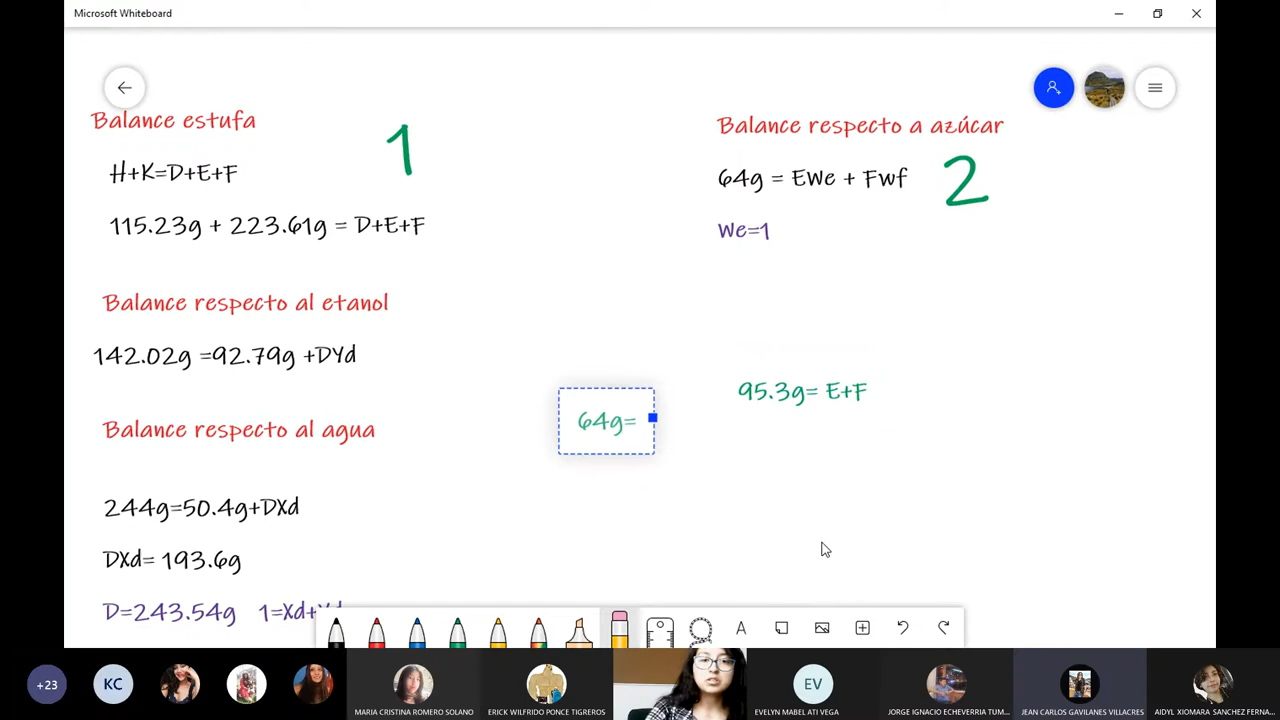 Microsoft Whiteboard
Balance estufa
1
H+K=D+E+F
115.23g + 223.61g = D+E+F
Balance respecto al etanol
142.02g =92.79g +DYd
Balance respecto al agua
244g=50.4g+DXd
DXd= 193.6g
D=243.54g 1=Xd+Yd
Balance respecto a azúcar
64g = EWe + Fwf
2
We=1
95.3g= E+F
64g=
A
+23
KC
MARIA CRISTINA ROMERO SOLANO
ERICK WILFRIDO PONCE TIGREROS
EV
EVELYN MABEL ATI VEGA
JORGE IGNACIO ECHEVERRIA TUM...
JEAN CARLOS GAVILANES VILLACRES
AIDYL XIOMARA SANCHEZ FERNA...